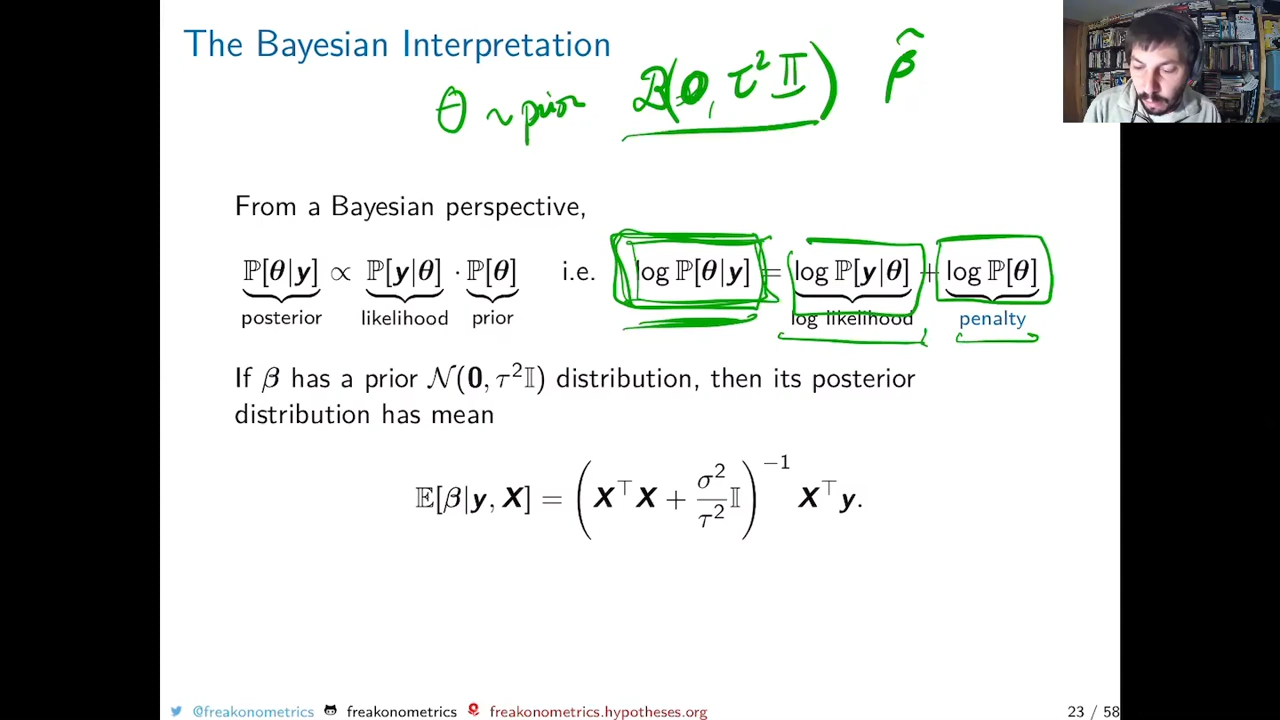 The Bayesian Interpretation
θ ~ prior (0, τ² 𝕀) β̂
From a Bayesian perspective,
ℙ[θ|y] ∝ ℙ[y|θ] · ℙ[θ] i.e. log ℙ[θ|y] = log ℙ[y|θ] + log ℙ[θ]
posterior likelihood prior log likelihood penalty
If β has a prior 𝒩(0, τ²𝕀) distribution, then its posterior
distribution has mean
𝔼[β|y, X] = (X⊤X + σ²/τ² 𝕀)⁻¹ X⊤y.
@freakonometrics freakonometrics freakonometrics.hypotheses.org 23 / 58